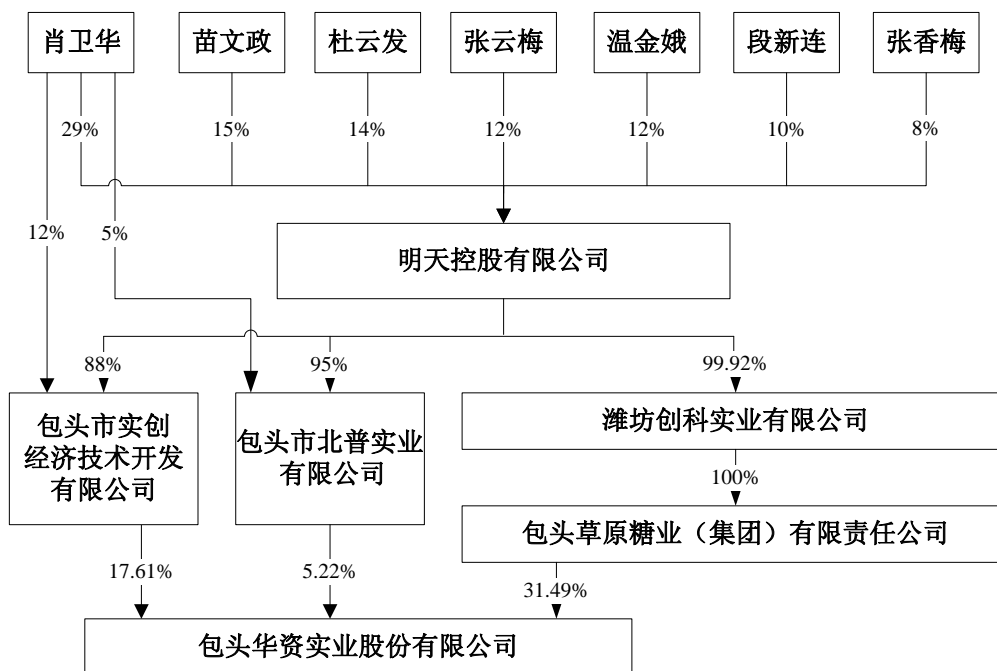 肖卫华
苗文政
杜云发
张云梅
温金娥
段新连
张香梅
29%
15%
14%
12%
12%
10%
8%
12%
5%
明天控股有限公司
88%
95%
99.92%
包头市实创
经济技术开发
有限公司
包头市北普实业
有限公司
潍坊创科实业有限公司
100%
包头草原糖业（集团）有限责任公司
17.61%
5.22%
31.49%
包头华资实业股份有限公司